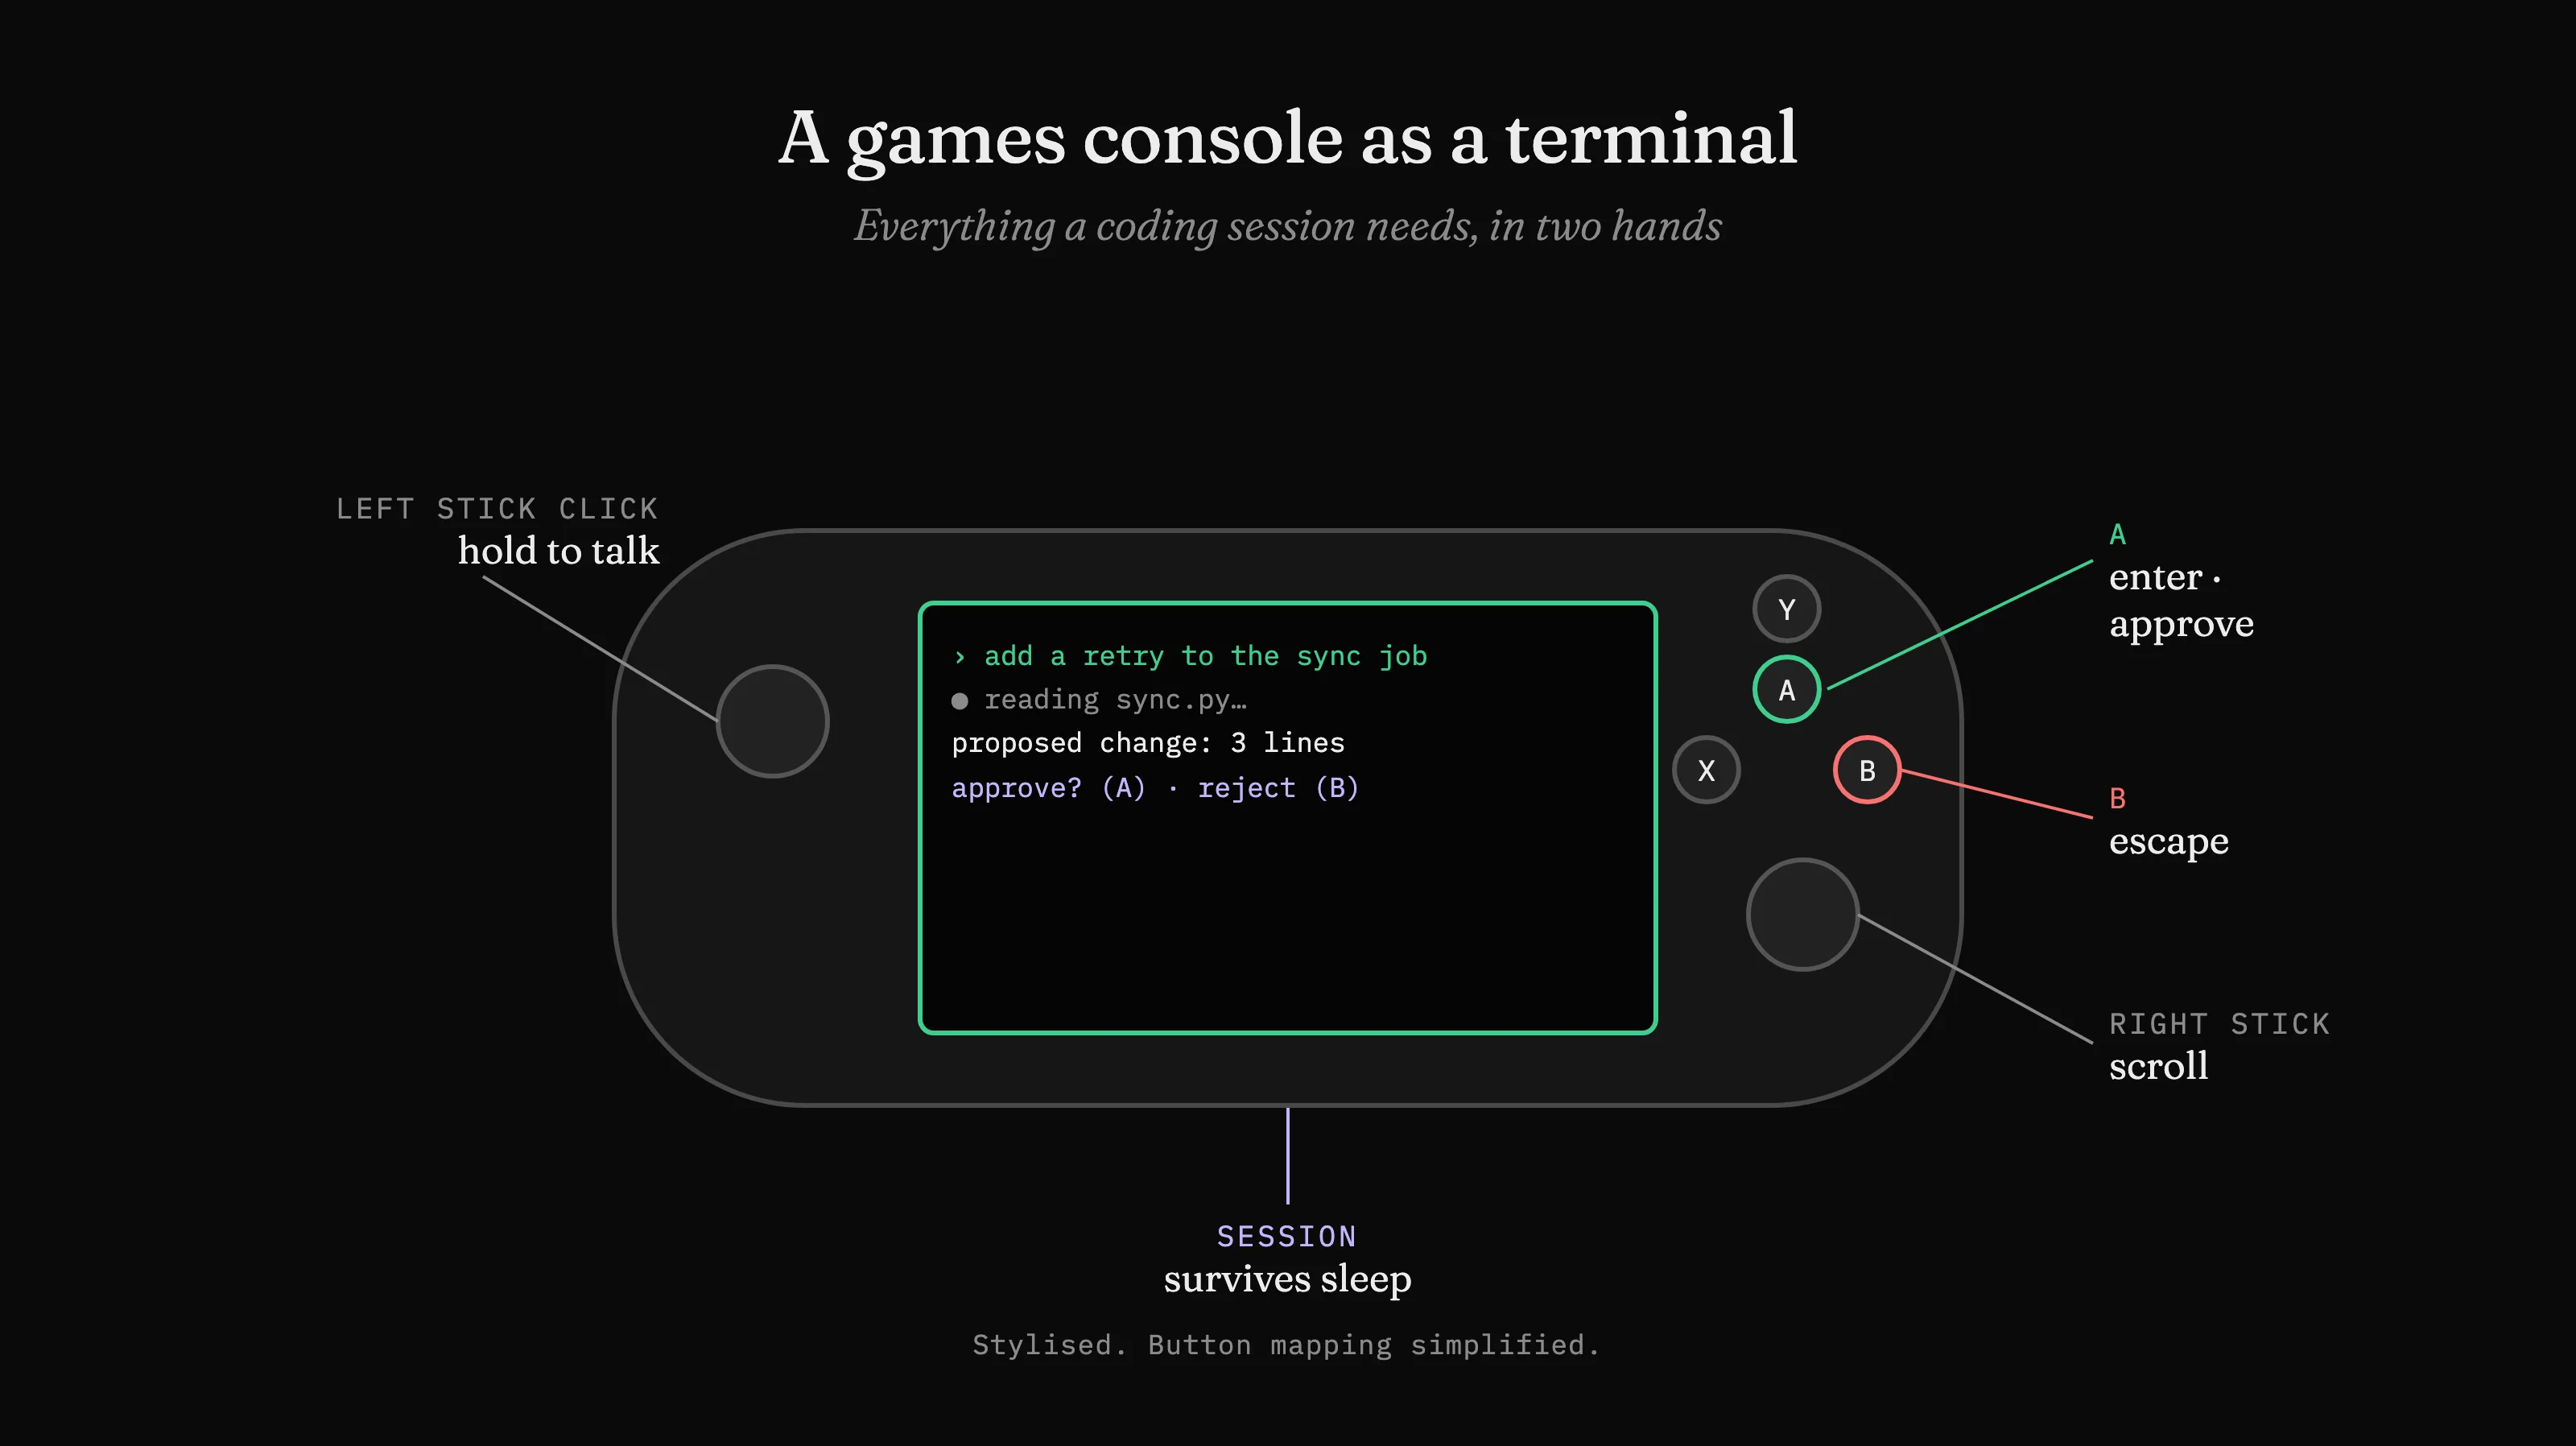 A games console as a terminal
Everything a coding session needs, in two hands
LEFT STICK CLICK
hold to talk
› add a retry to the sync job
● reading sync.py…
proposed change: 3 lines
approve? (A) · reject (B)
Y
A
X
B
A
enter ·
approve
B
escape
RIGHT STICK
scroll
SESSION
survives sleep
Stylised. Button mapping simplified.